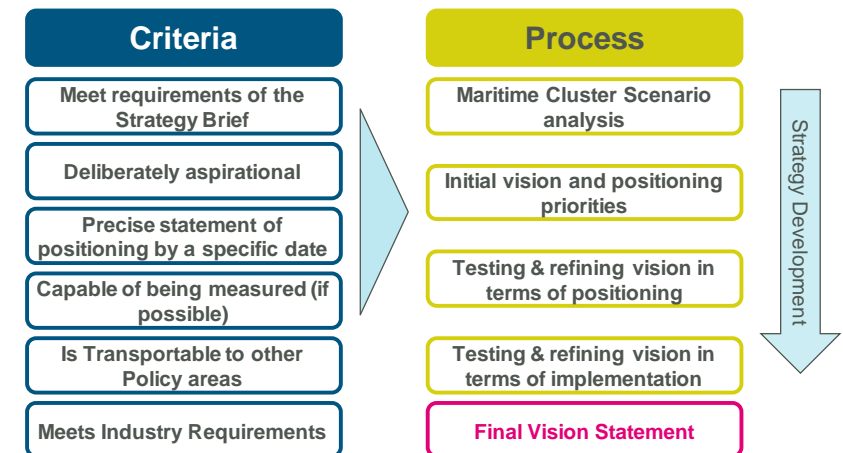 Criteria
Meet requirements of the
Strategy Brief
Deliberately aspirational
Precise statement of
positioning by a specific date
Capable of being measured (if
possible)
Is Transportable to other
Policy areas
Meets Industry Requirements
Process
Maritime Cluster Scenario
analysis
Initial vision and positioning
priorities
Testing & refining vision in
terms of positioning
Testing & refining vision in
terms of implementation
Final Vision Statement
Strategy Development